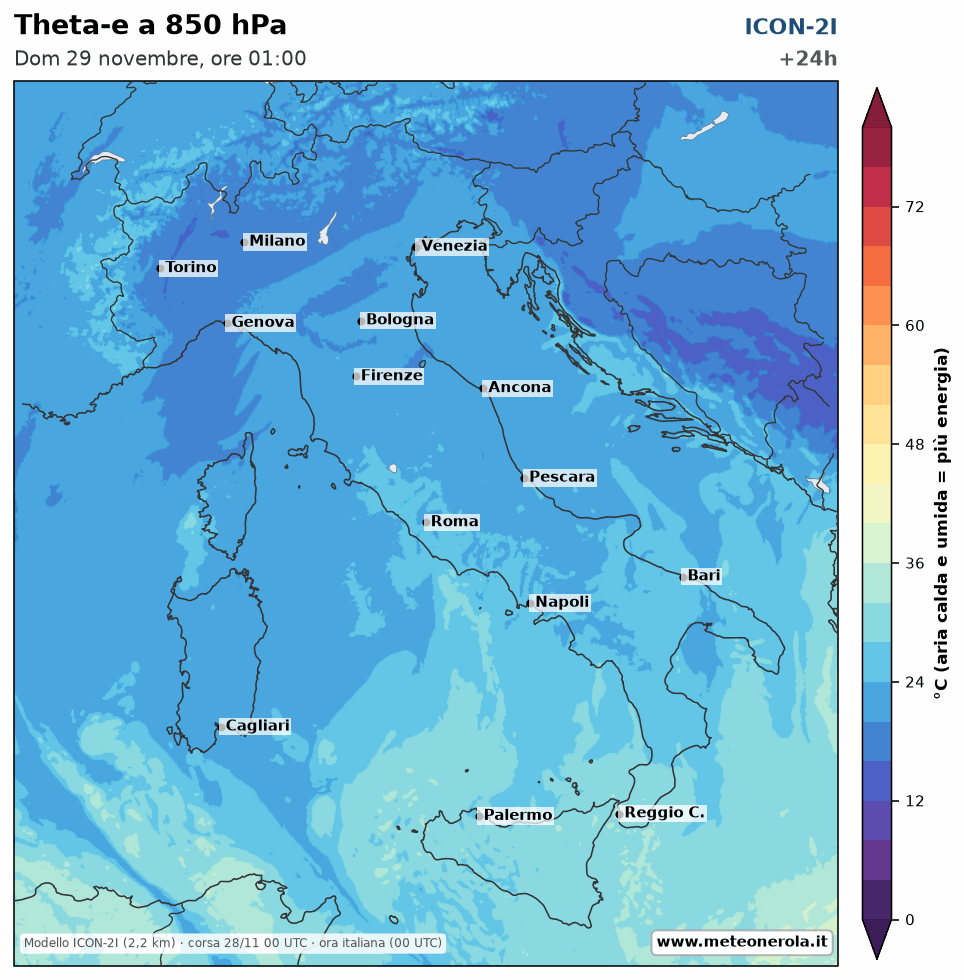 Theta-e a 850 hPa
ICON-2I
Dom 29 novembre, ore 01:00
+24h
Milano
Venezia
Torino
Genova
Bologna
Firenze
Ancona
Pescara
Roma
Bari
Napoli
Cagliari
Palermo
Reggio C.
72
60
48
36
24
12
0
°C (aria calda e umida = più energia)
Modello ICON-2I (2,2 km) · corsa 28/11 00 UTC · ora italiana (00 UTC)
www.meteonerola.it